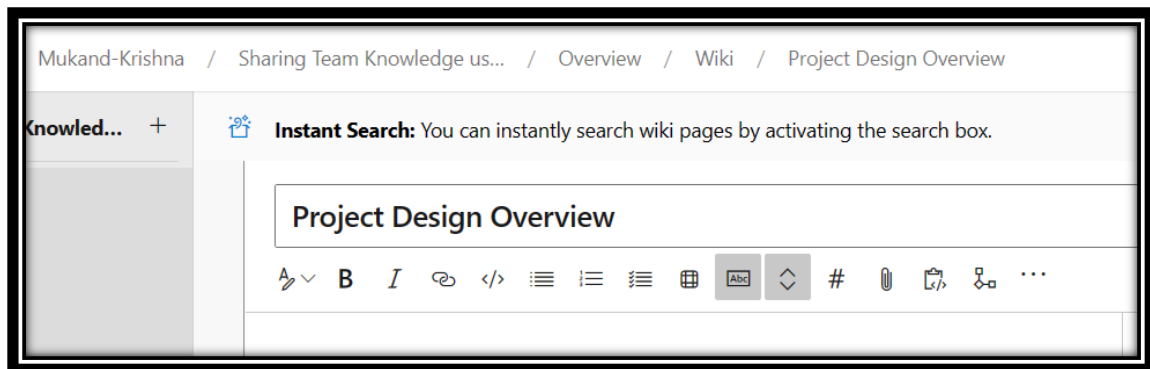 Mukand-Krishna / Sharing Team Knowledge us... / Overview / Wiki / Project Design Overview
Knowled... +
Instant Search: You can instantly search wiki pages by activating the search box.
Project Design Overview
B I </> # Abc ...